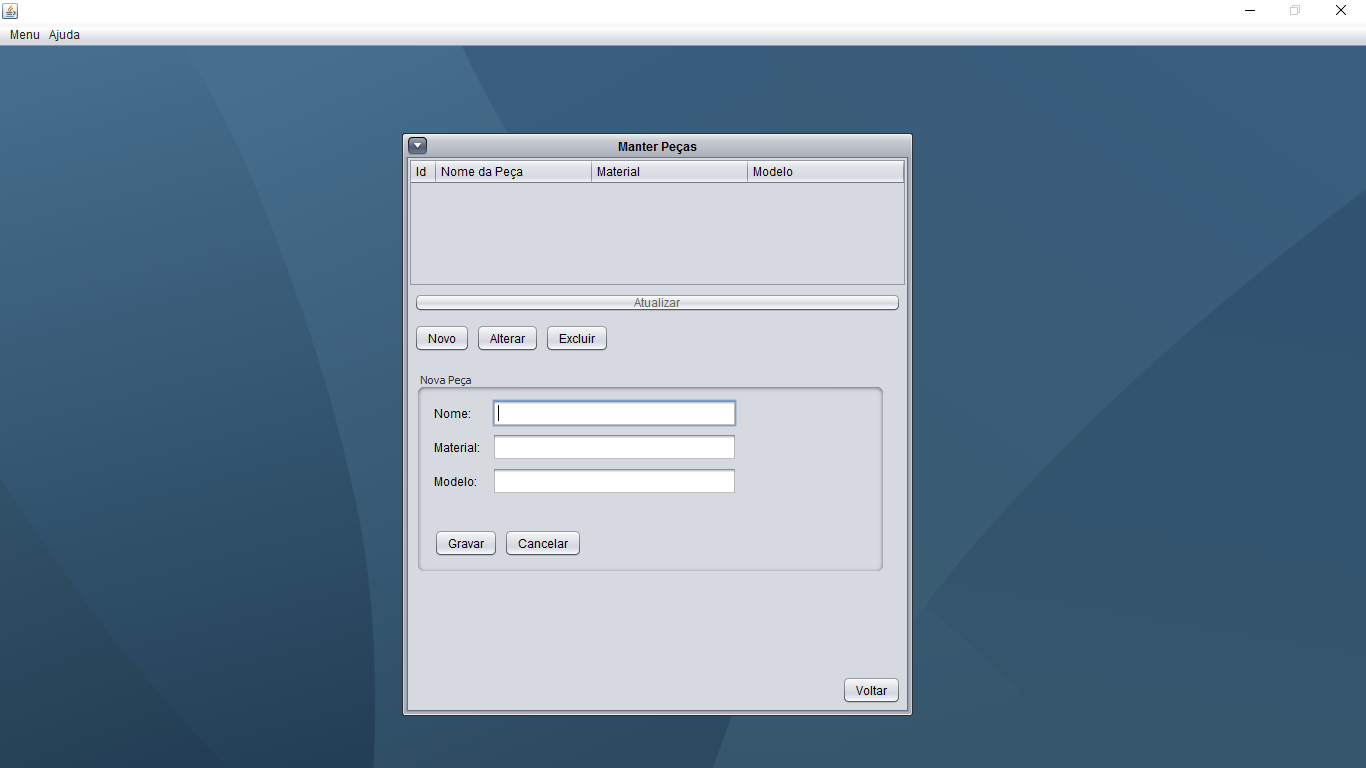 Menu Ajuda
Manter Peças
Id Nome da Peça Material Modelo
Atualizar
Novo Alterar Excluir
Nova Peça
Nome:
Material:
Modelo:
Gravar Cancelar
Voltar